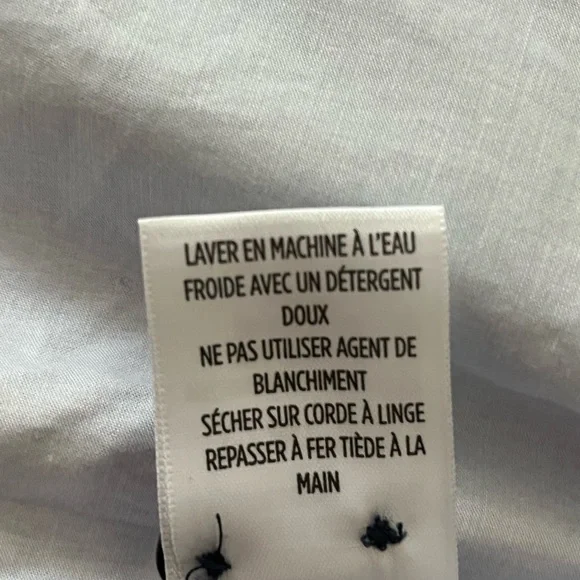 LAVER EN MACHINE À L'EAU
FROIDE AVEC UN DÉTERGENT
DOUX
NE PAS UTILISER AGENT DE
BLANCHIMENT
SÉCHER SUR CORDE À LINGE
REPASSER À FER TIÈDE À LA
MAIN